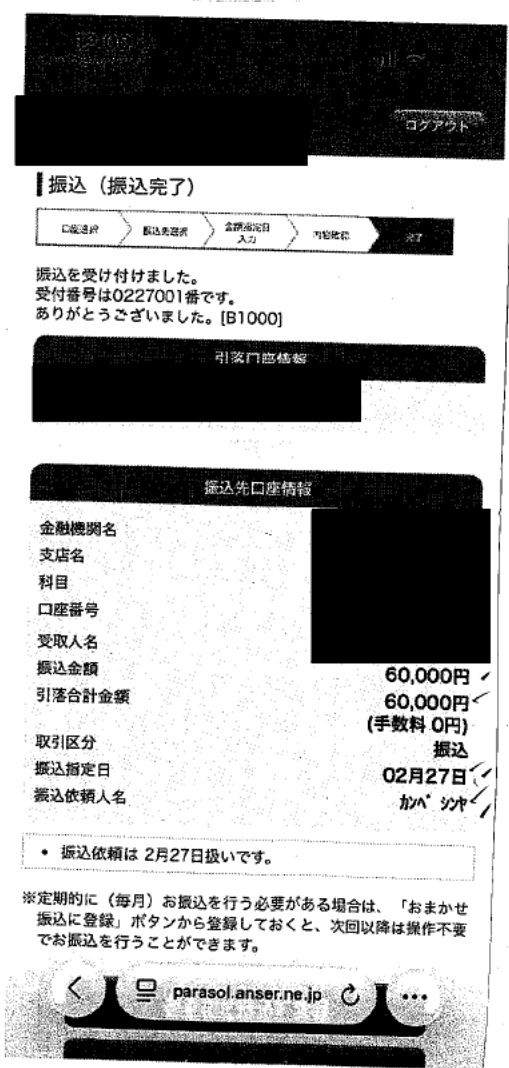 ログアウト
振込（振込完了）
口座選択
振込先選択
金額指定日
入力
内容確認
完了
振込を受け付けました。
受付番号は0227001番です。
ありがとうございました。[B1000]
引落口座情報
振込先口座情報
金融機関名
支店名
科目
口座番号
受取人名
振込金額 60,000円
引落合計金額 60,000円
(手数料 0円)
取引区分 振込
振込指定日 02月27日
振込依頼人名 ｶﾝﾍﾞ ｼﾝﾔ
• 振込依頼は 2月27日扱いです。
※定期的に（毎月）お振込を行う必要がある場合は、「おまかせ
振込に登録」ボタンから登録しておくと、次回以降は操作不要
でお振込を行うことができます。
parasol.anser.ne.jp